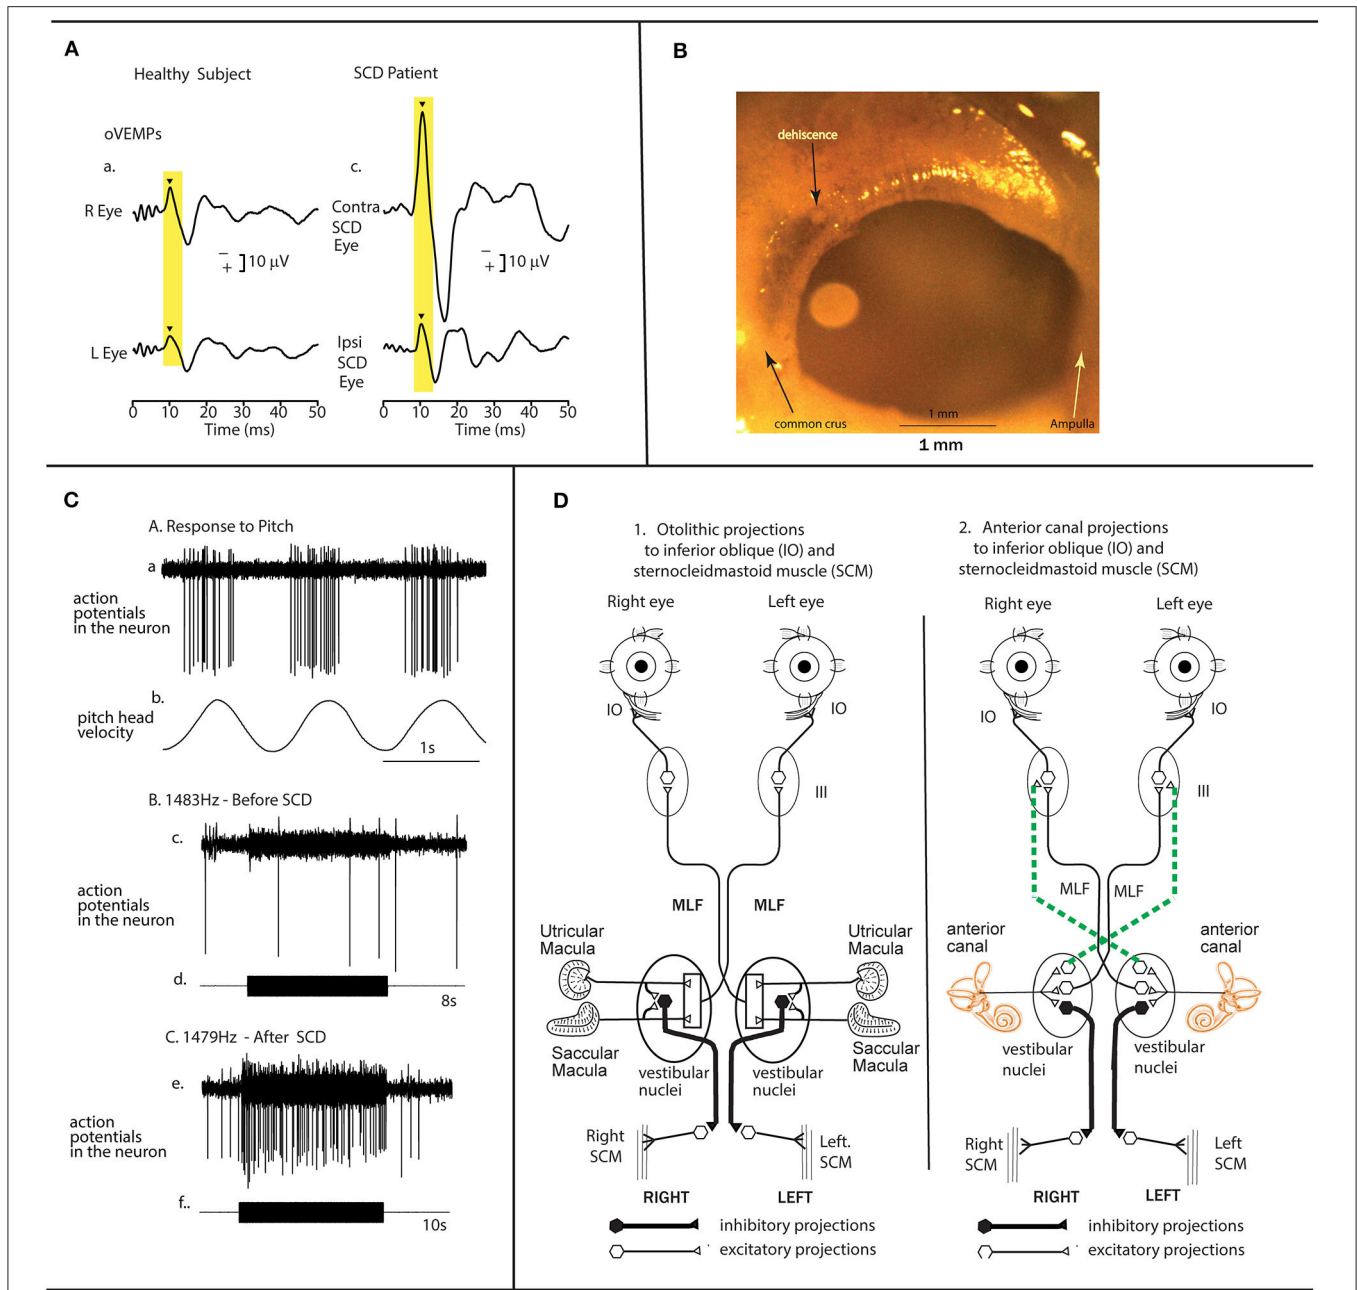 A
Healthy Subject
SCD Patient
oVEMPs
a.
c.
R Eye
Contra
SCD
Eye
−
+
10 µV
−
+
10 µV
L Eye
Ipsi
SCD
Eye
0 10 20 30 40 50
Time (ms)
0 10 20 30 40 50
Time (ms)
B
dehiscence
common crus
1 mm
Ampulla
1 mm
C
A. Response to Pitch
a
action
potentials
in the neuron
b.
pitch head
velocity
1s
B. 1483Hz - Before SCD
c.
action
potentials
in the neuron
d.
8s
C. 1479Hz - After SCD
e.
action
potentials
in the neuron
f..
10s
D
1. Otolithic projections
to inferior oblique (IO) and
sternocleidmastoid muscle (SCM)
Right eye
Left eye
IO
IO
III
MLF
MLF
Utricular
Macula
Utricular
Macula
Saccular
Macula
Saccular
Macula
vestibular
nuclei
vestibular
nuclei
Right
SCM
Left.
SCM
RIGHT
LEFT
inhibitory projections
excitatory projections
2. Anterior canal projections
to inferior oblique (IO) and
sternocleidmastoid muscle (SCM)
Right eye
Left eye
IO
IO
III
MLF
MLF
anterior
canal
anterior
canal
vestibular
nuclei
vestibular
nuclei
Right
SCM
Left
SCM
RIGHT
LEFT
inhibitory projections
excitatory projections